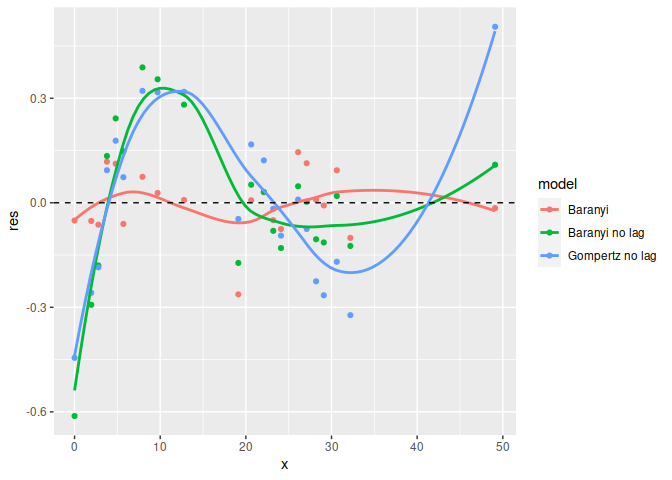 0.3
0.0
-0.3
-0.6
res
0 10 20 30 40 50
x
model
Baranyi
Baranyi no lag
Gompertz no lag